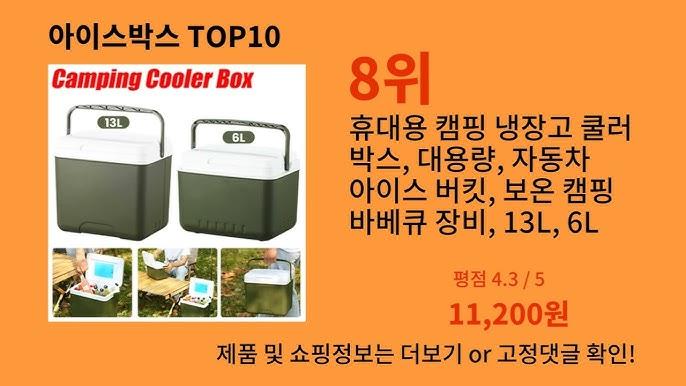 아이스박스 TOP10
Camping Cooler Box
13L
6L
8위
휴대용 캠핑 냉장고 쿨러
박스, 대용량, 자동차
아이스 버킷, 보온 캠핑
바베큐 장비, 13L, 6L
평점 4.3 / 5
11,200원
제품 및 쇼핑정보는 더보기 or 고정댓글 확인!